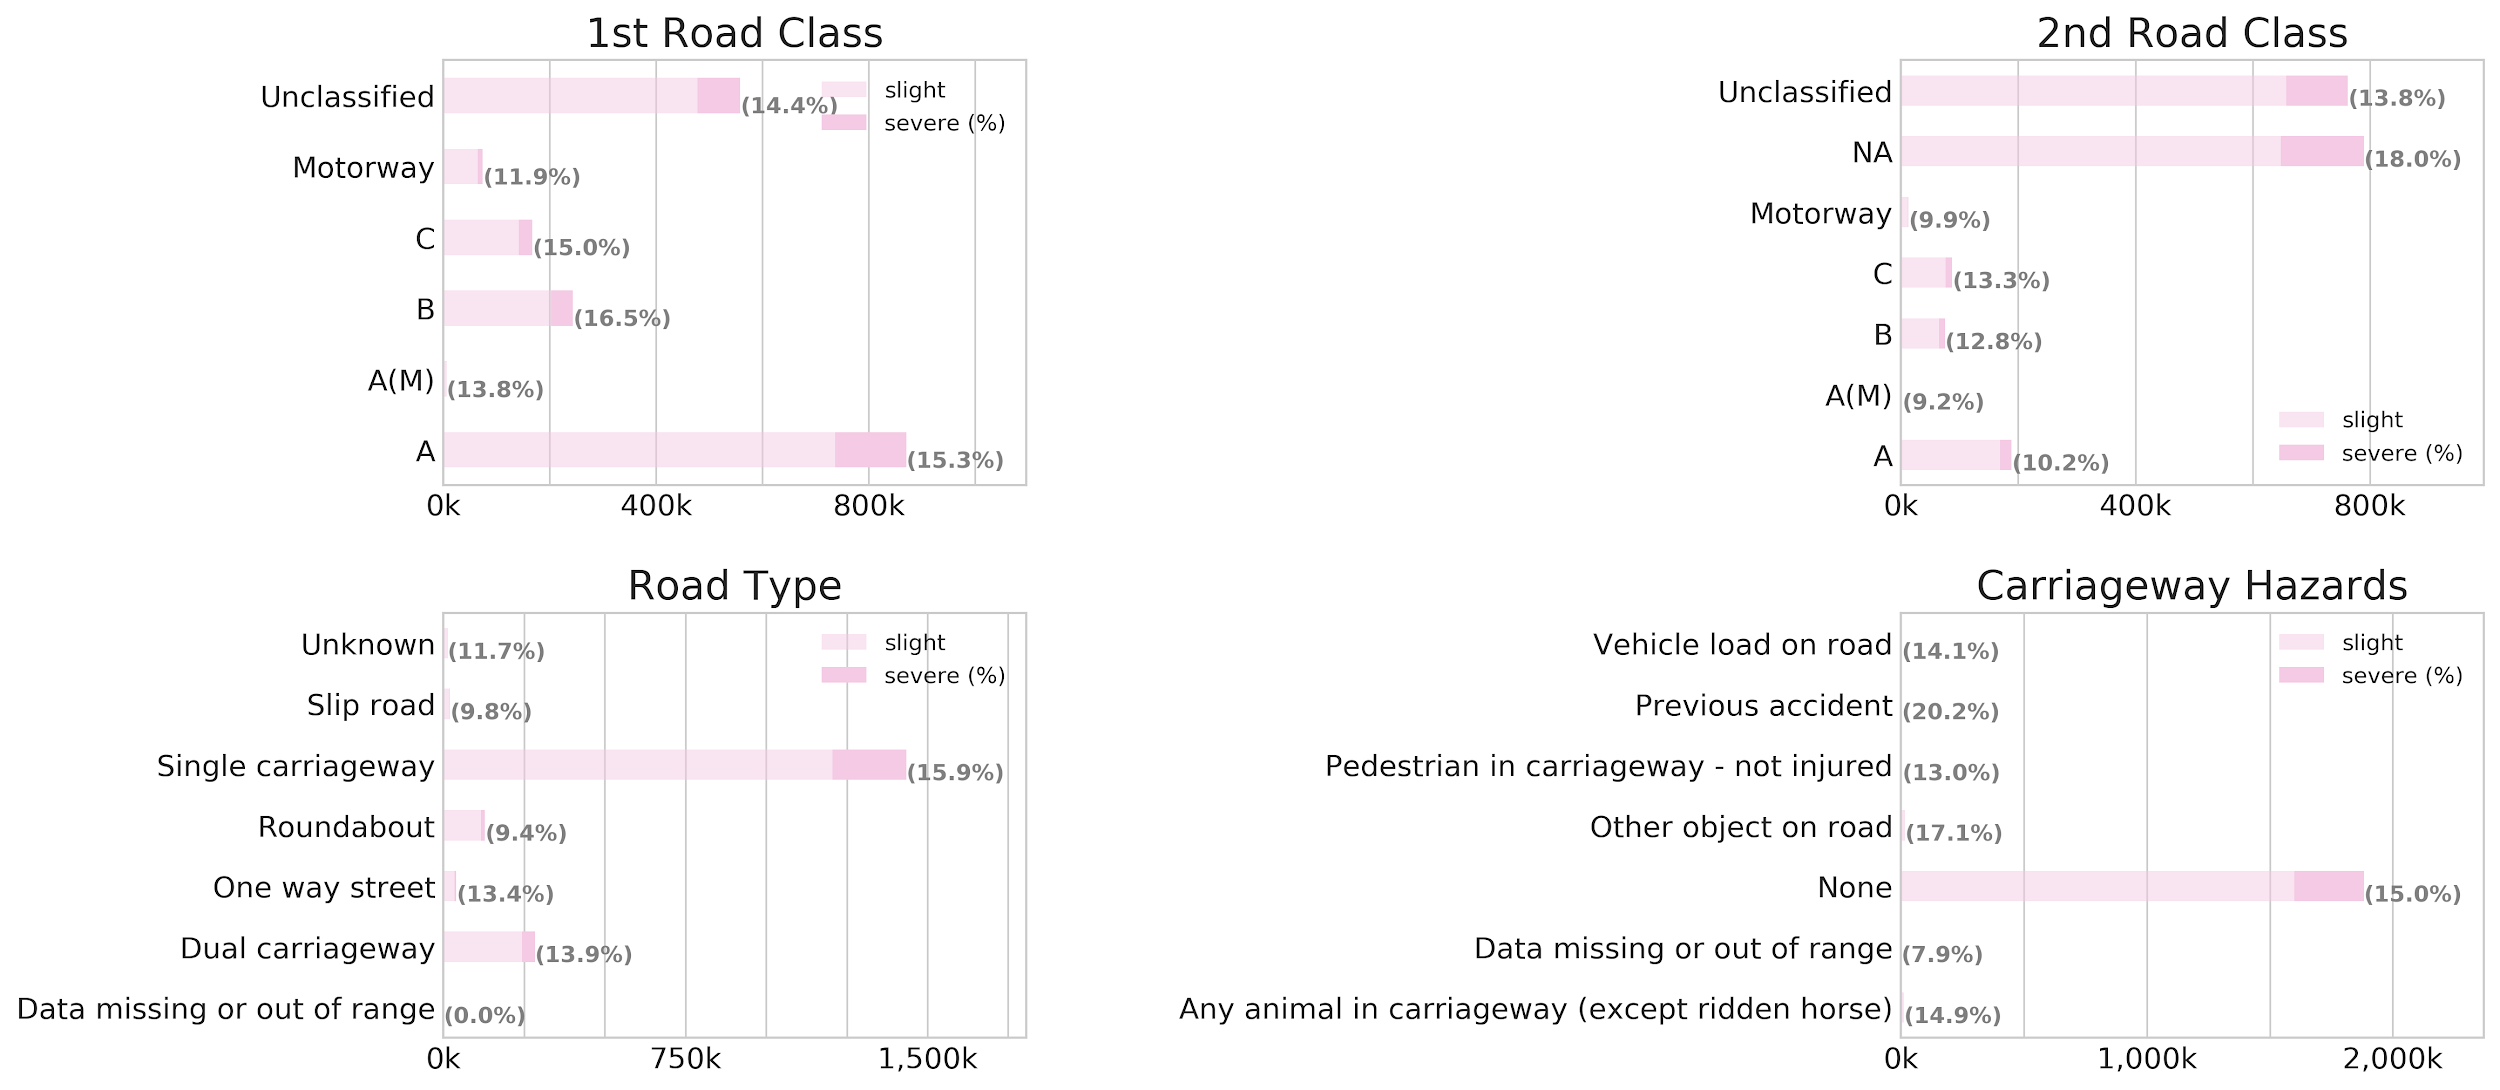 1st Road Class
Unclassified (14.4%)
Motorway (11.9%)
C (15.0%)
B (16.5%)
A(M) (13.8%)
A (15.3%)
slight
severe (%)
0k 400k 800k
2nd Road Class
Unclassified (13.8%)
NA (18.0%)
Motorway (9.9%)
C (13.3%)
B (12.8%)
A(M) (9.2%)
A (10.2%)
slight
severe (%)
0k 400k 800k
Road Type
Unknown (11.7%)
Slip road (9.8%)
Single carriageway (15.9%)
Roundabout (9.4%)
One way street (13.4%)
Dual carriageway (13.9%)
Data missing or out of range (0.0%)
slight
severe (%)
0k 750k 1,500k
Carriageway Hazards
Vehicle load on road (14.1%)
Previous accident (20.2%)
Pedestrian in carriageway - not injured (13.0%)
Other object on road (17.1%)
None (15.0%)
Data missing or out of range (7.9%)
Any animal in carriageway (except ridden horse) (14.9%)
slight
severe (%)
0k 1,000k 2,000k